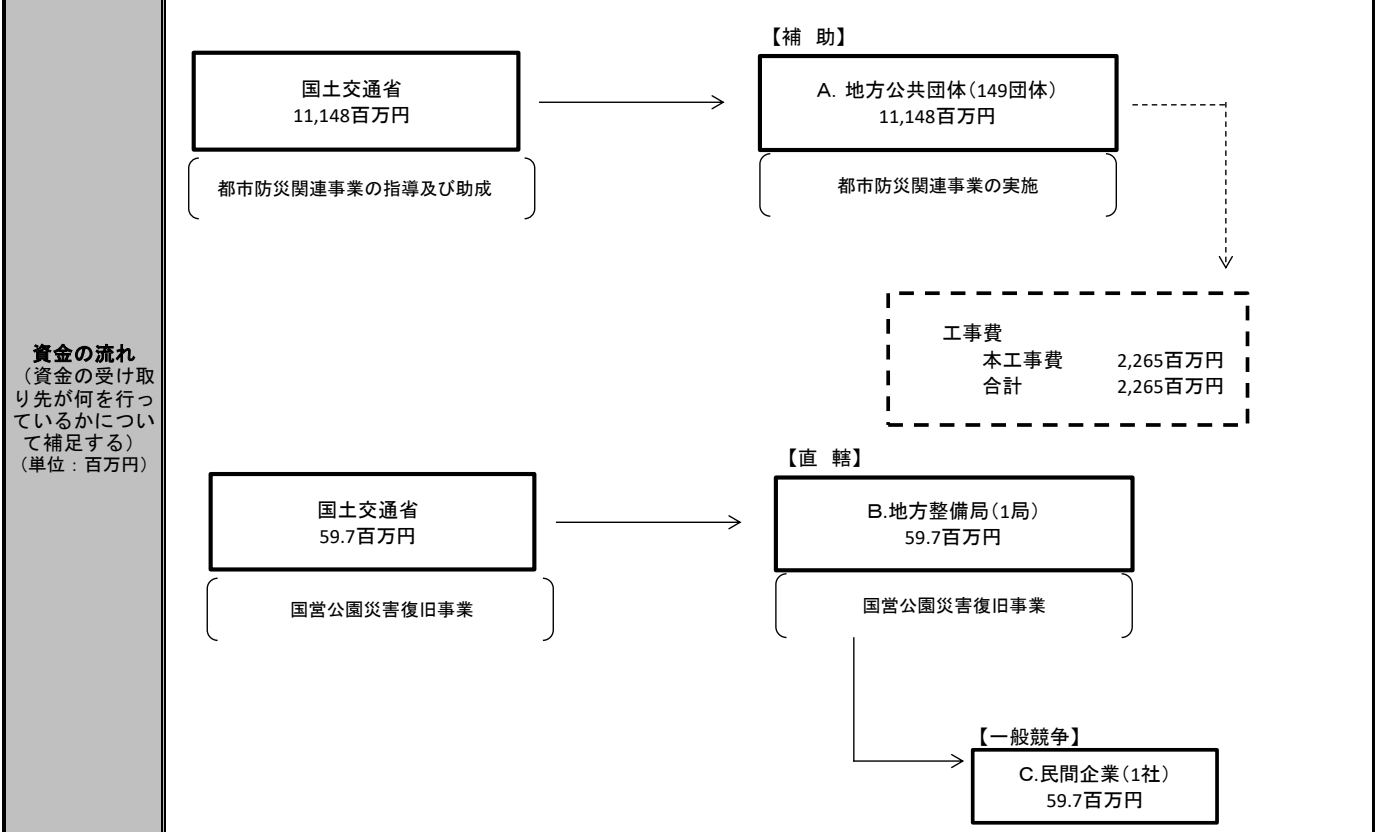 資金の流れ
（資金の受け取
り先が何を行っ
ているかについ
て補足する）
（単位：百万円）
【補　助】
国土交通省
11,148百万円
A. 地方公共団体（149団体）
11,148百万円
都市防災関連事業の指導及び助成
都市防災関連事業の実施
工事費
本工事費　2,265百万円
合計　2,265百万円
【直　轄】
国土交通省
59.7百万円
B.地方整備局（1局）
59.7百万円
国営公園災害復旧事業
国営公園災害復旧事業
【一般競争】
C.民間企業（1社）
59.7百万円